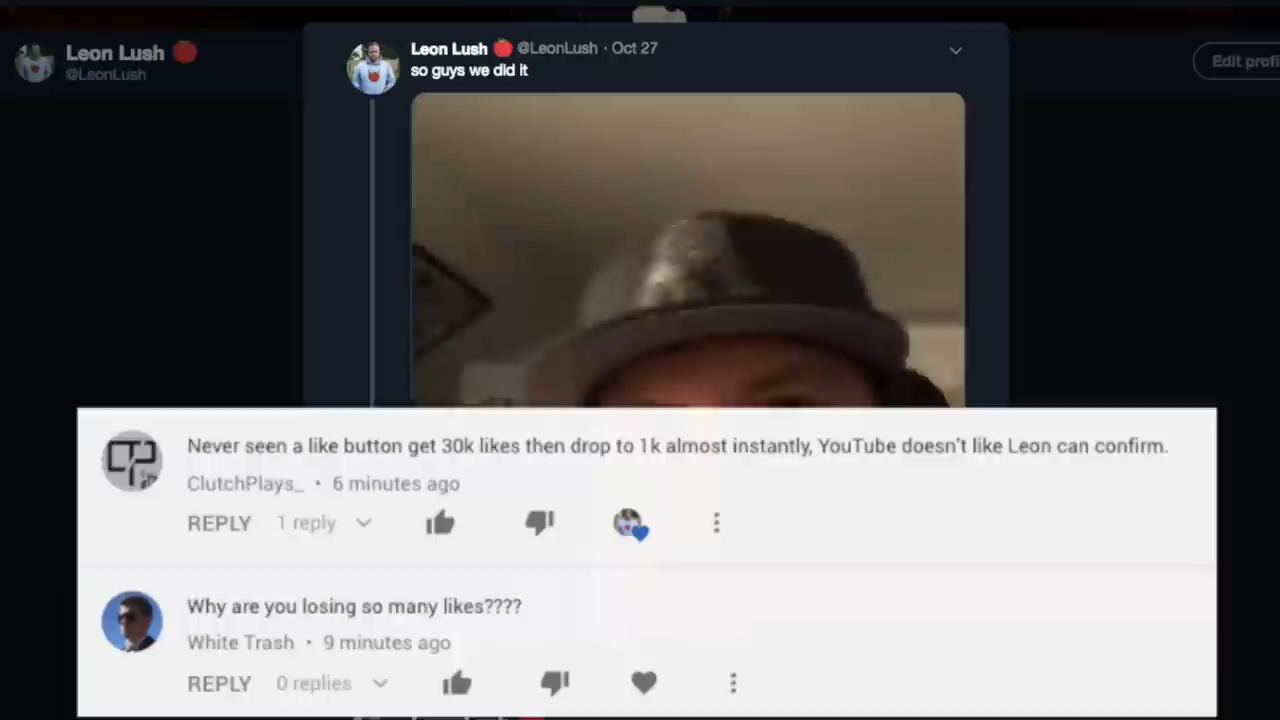 Leon Lush
@LeonLush
Leon Lush @LeonLush · Oct 27
so guys we did it
Edit profi
Never seen a like button get 30k likes then drop to 1k almost instantly, YouTube doesn't like Leon can confirm.
ClutchPlays_ • 6 minutes ago
REPLY 1 reply
Why are you losing so many likes????
White Trash • 9 minutes ago
REPLY 0 replies